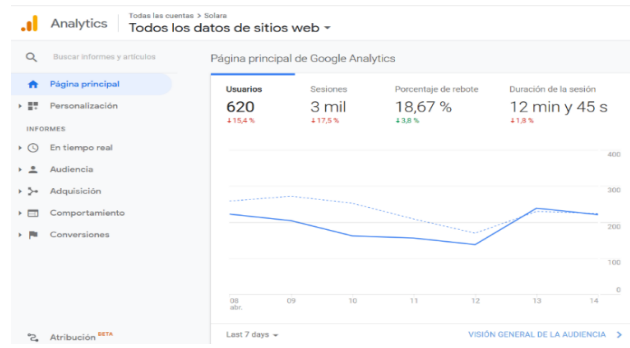 Analytics
Todas las cuentas > Solara
Todos los datos de sitios web
Buscar informes y artículos
Página principal
Personalización
INFORMES
En tiempo real
Audiencia
Adquisición
Comportamiento
Conversiones
Atribución BETA
Página principal de Google Analytics
Usuarios
620
↓15,4 %
Sesiones
3 mil
↓17,5 %
Porcentaje de rebote
18,67 %
↓3,8 %
Duración de la sesión
12 min y 45 s
↓1,8 %
400
300
200
100
0
08
abr.
09
10
11
12
13
14
Last 7 days
VISIÓN GENERAL DE LA AUDIENCIA >